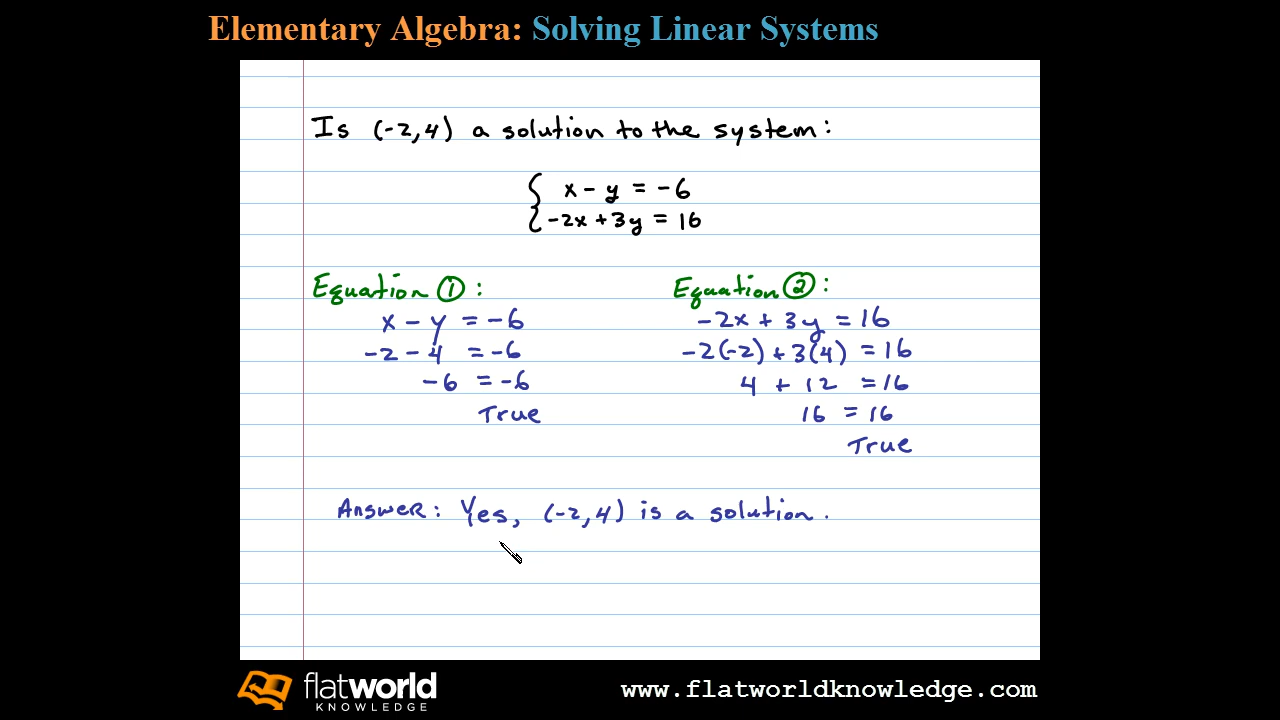 Elementary Algebra: Solving Linear Systems
Is (-2,4) a solution to the system:
x - y = -6
-2x + 3y = 16
Equation ①:
x - y = -6
-2 - 4 = -6
-6 = -6
True
Equation ②:
-2x + 3y = 16
-2(-2) + 3(4) = 16
4 + 12 = 16
16 = 16
True
Answer: Yes, (-2,4) is a solution.
flatworld
KNOWLEDGE
www.flatworldknowledge.com